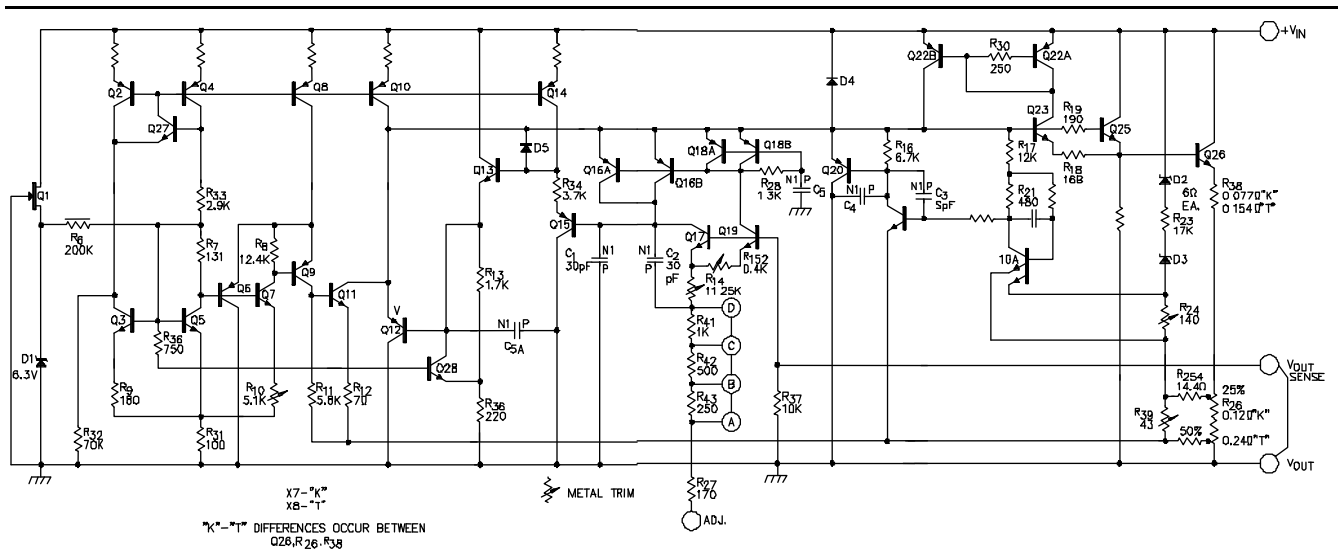 +VIN
Q22B
R30
250
Q22A
Q2
Q4
Q8
Q10
Q14
D4
Q27
Q23
R19
190
Q25
D5
Q13
Q16A
Q16B
Q18A
Q18B
R28
1.3K
C5
N1 P
Q20
R16
6.7K
R17
12K
R18
16B
Q26
Q1
R33
2.9K
R34
3.7K
N1 P
C4
N1
P
C3
5pF
R21
480
D2
6Ω
EA.
R23
17K
R38
0.077Ω"K"
0.154Ω"T"
R6
200K
R7
131
R8
12.4K
Q9
Q15
C1
30pF
N1
P
C2
30
pF
N1
P
Q17
Q19
R152
0.4K
R14
11.25K
10A
D3
Q6
Q7
Q11
V
Q12
R13
1.7K
N1 P
C5A
D
R24
140
Q3
Q5
R36
750
Q28
R41
1K
C
R42
500
B
R43
250
A
R37
10K
VOUT
SENSE
D1
6.3V
R9
180
R10
5.1K
R11
5.8K
R12
70
R36
220
R254
14.4Ω
25%
R26
0.12Ω"K"
0.24Ω"T"
R39
43
50%
R32
70K
R31
100
VOUT
X7-"K"
X8-"T"
METAL TRIM
R27
170
ADJ.
"K"-"T" DIFFERENCES OCCUR BETWEEN
Q26,R26.R38